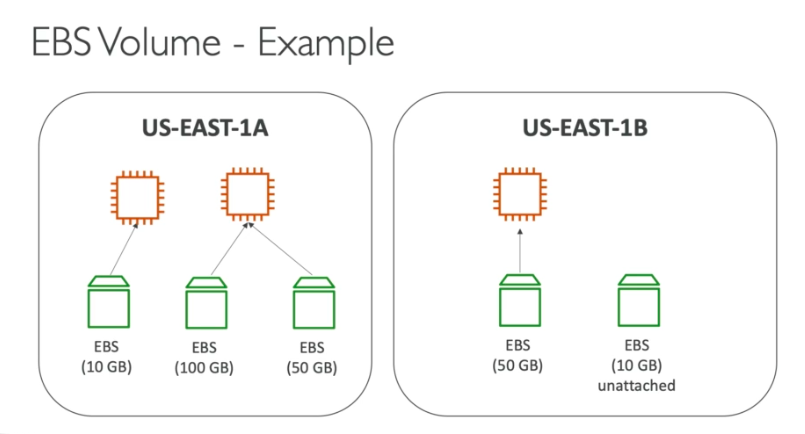 EBS Volume - Example
US-EAST-1A
EBS
(10 GB)
EBS
(100 GB)
EBS
(50 GB)
US-EAST-1B
EBS
(50 GB)
EBS
(10 GB)
unattached